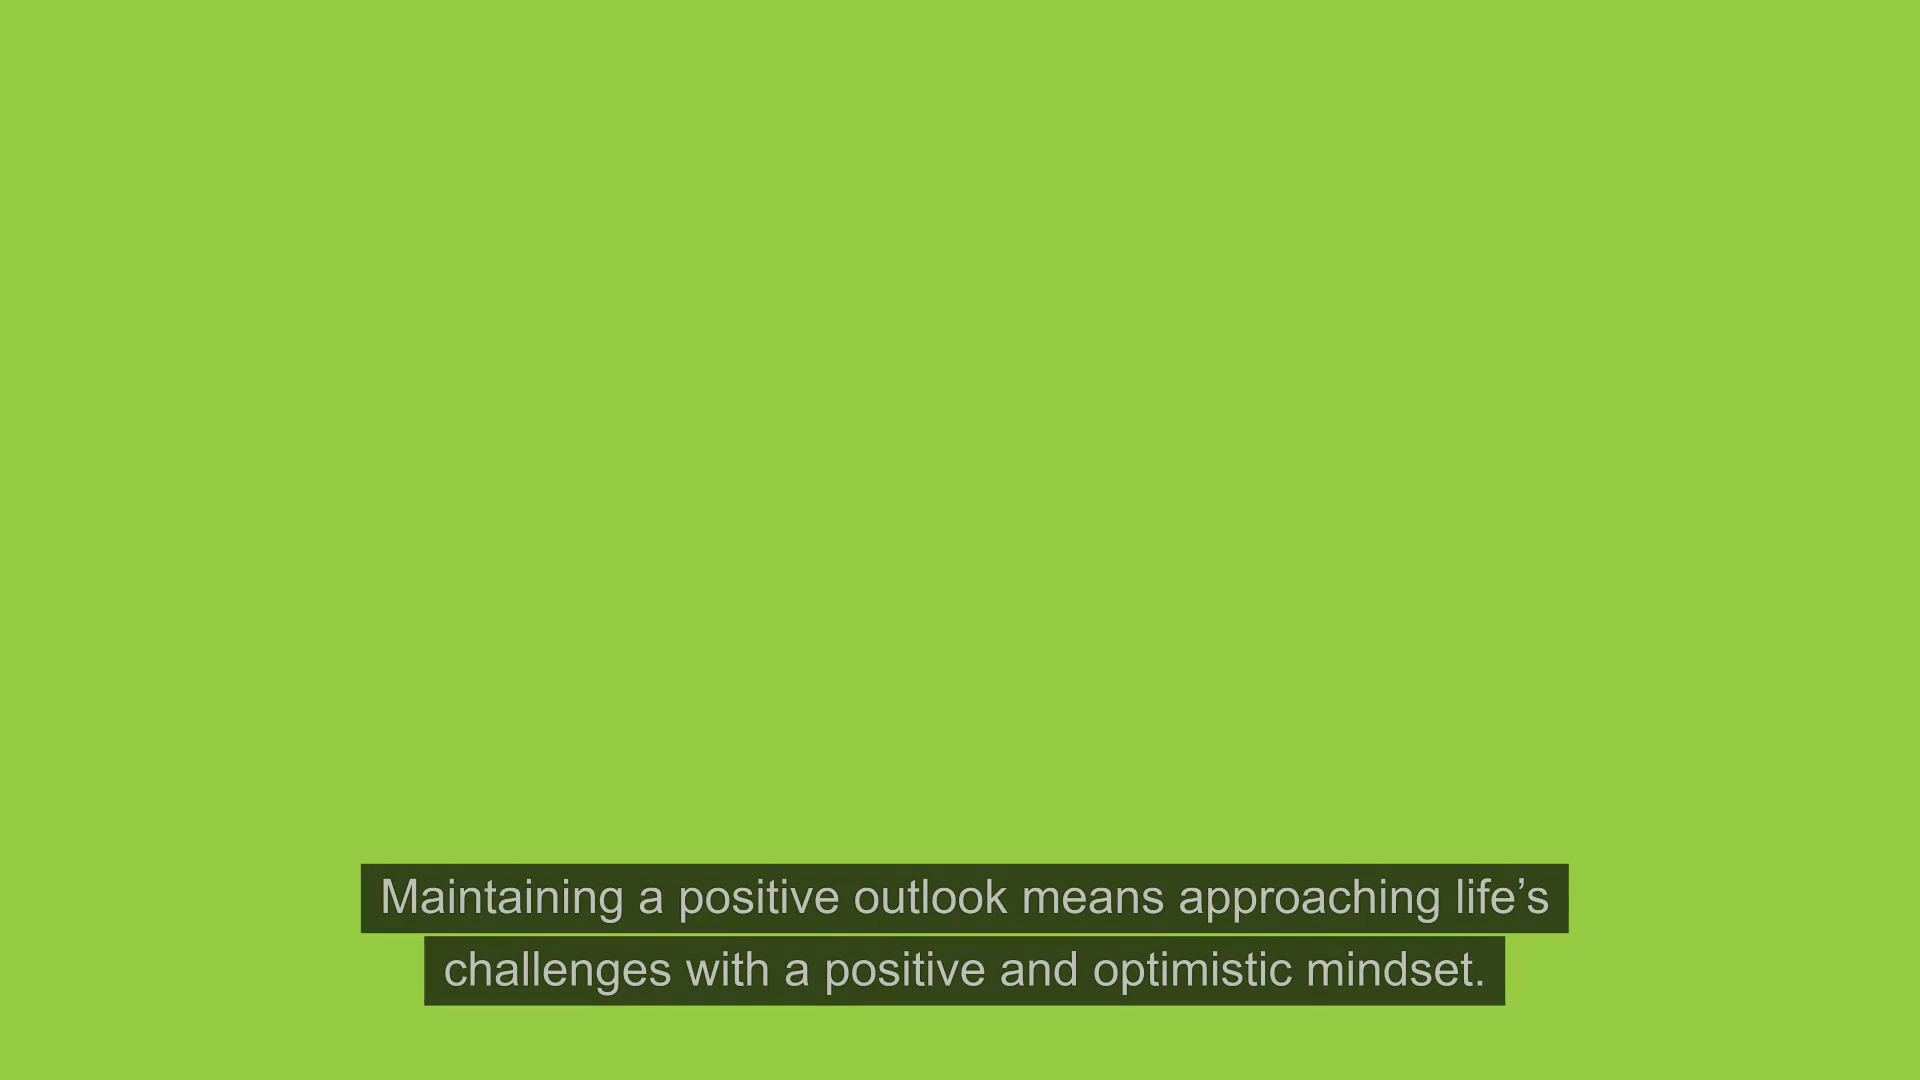 Maintaining a positive outlook means approaching life’s
challenges with a positive and optimistic mindset.